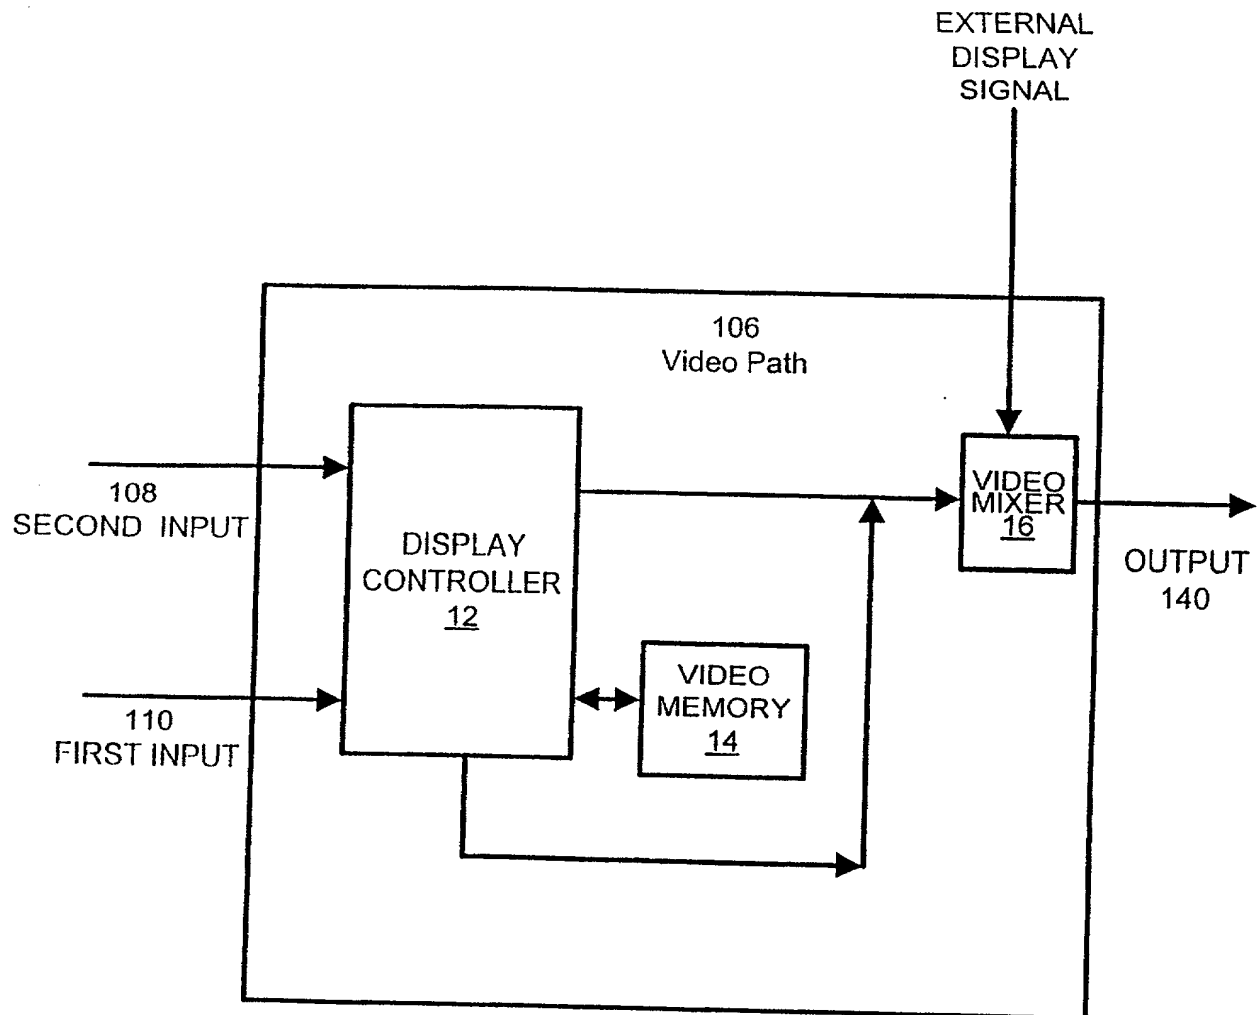 EXTERNAL
DISPLAY
SIGNAL
106
Video Path
108
SECOND INPUT
DISPLAY
CONTROLLER
12
VIDEO
MIXER
16
OUTPUT
140
110
FIRST INPUT
VIDEO
MEMORY
14